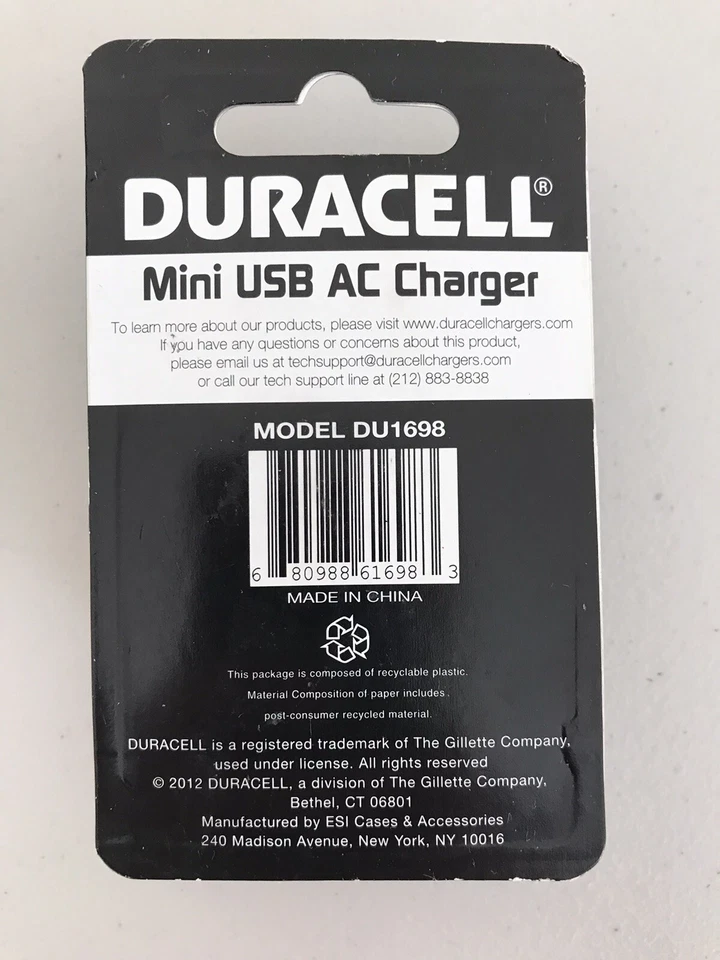 DURACELL®
Mini USB AC Charger
To learn more about our products, please visit www.duracellchargers.com
If you have any questions or concerns about this product,
please email us at techsupport@duracellchargers.com
or call our tech support line at (212) 883-8838
MODEL DU1698
6 80988 61698 3
MADE IN CHINA
This package is composed of recyclable plastic.
Material Composition of paper includes
post-consumer recycled material.
DURACELL is a registered trademark of The Gillette Company,
used under license. All rights reserved
© 2012 DURACELL, a division of The Gillette Company,
Bethel, CT 06801
Manufactured by ESI Cases & Accessories
240 Madison Avenue, New York, NY 10016